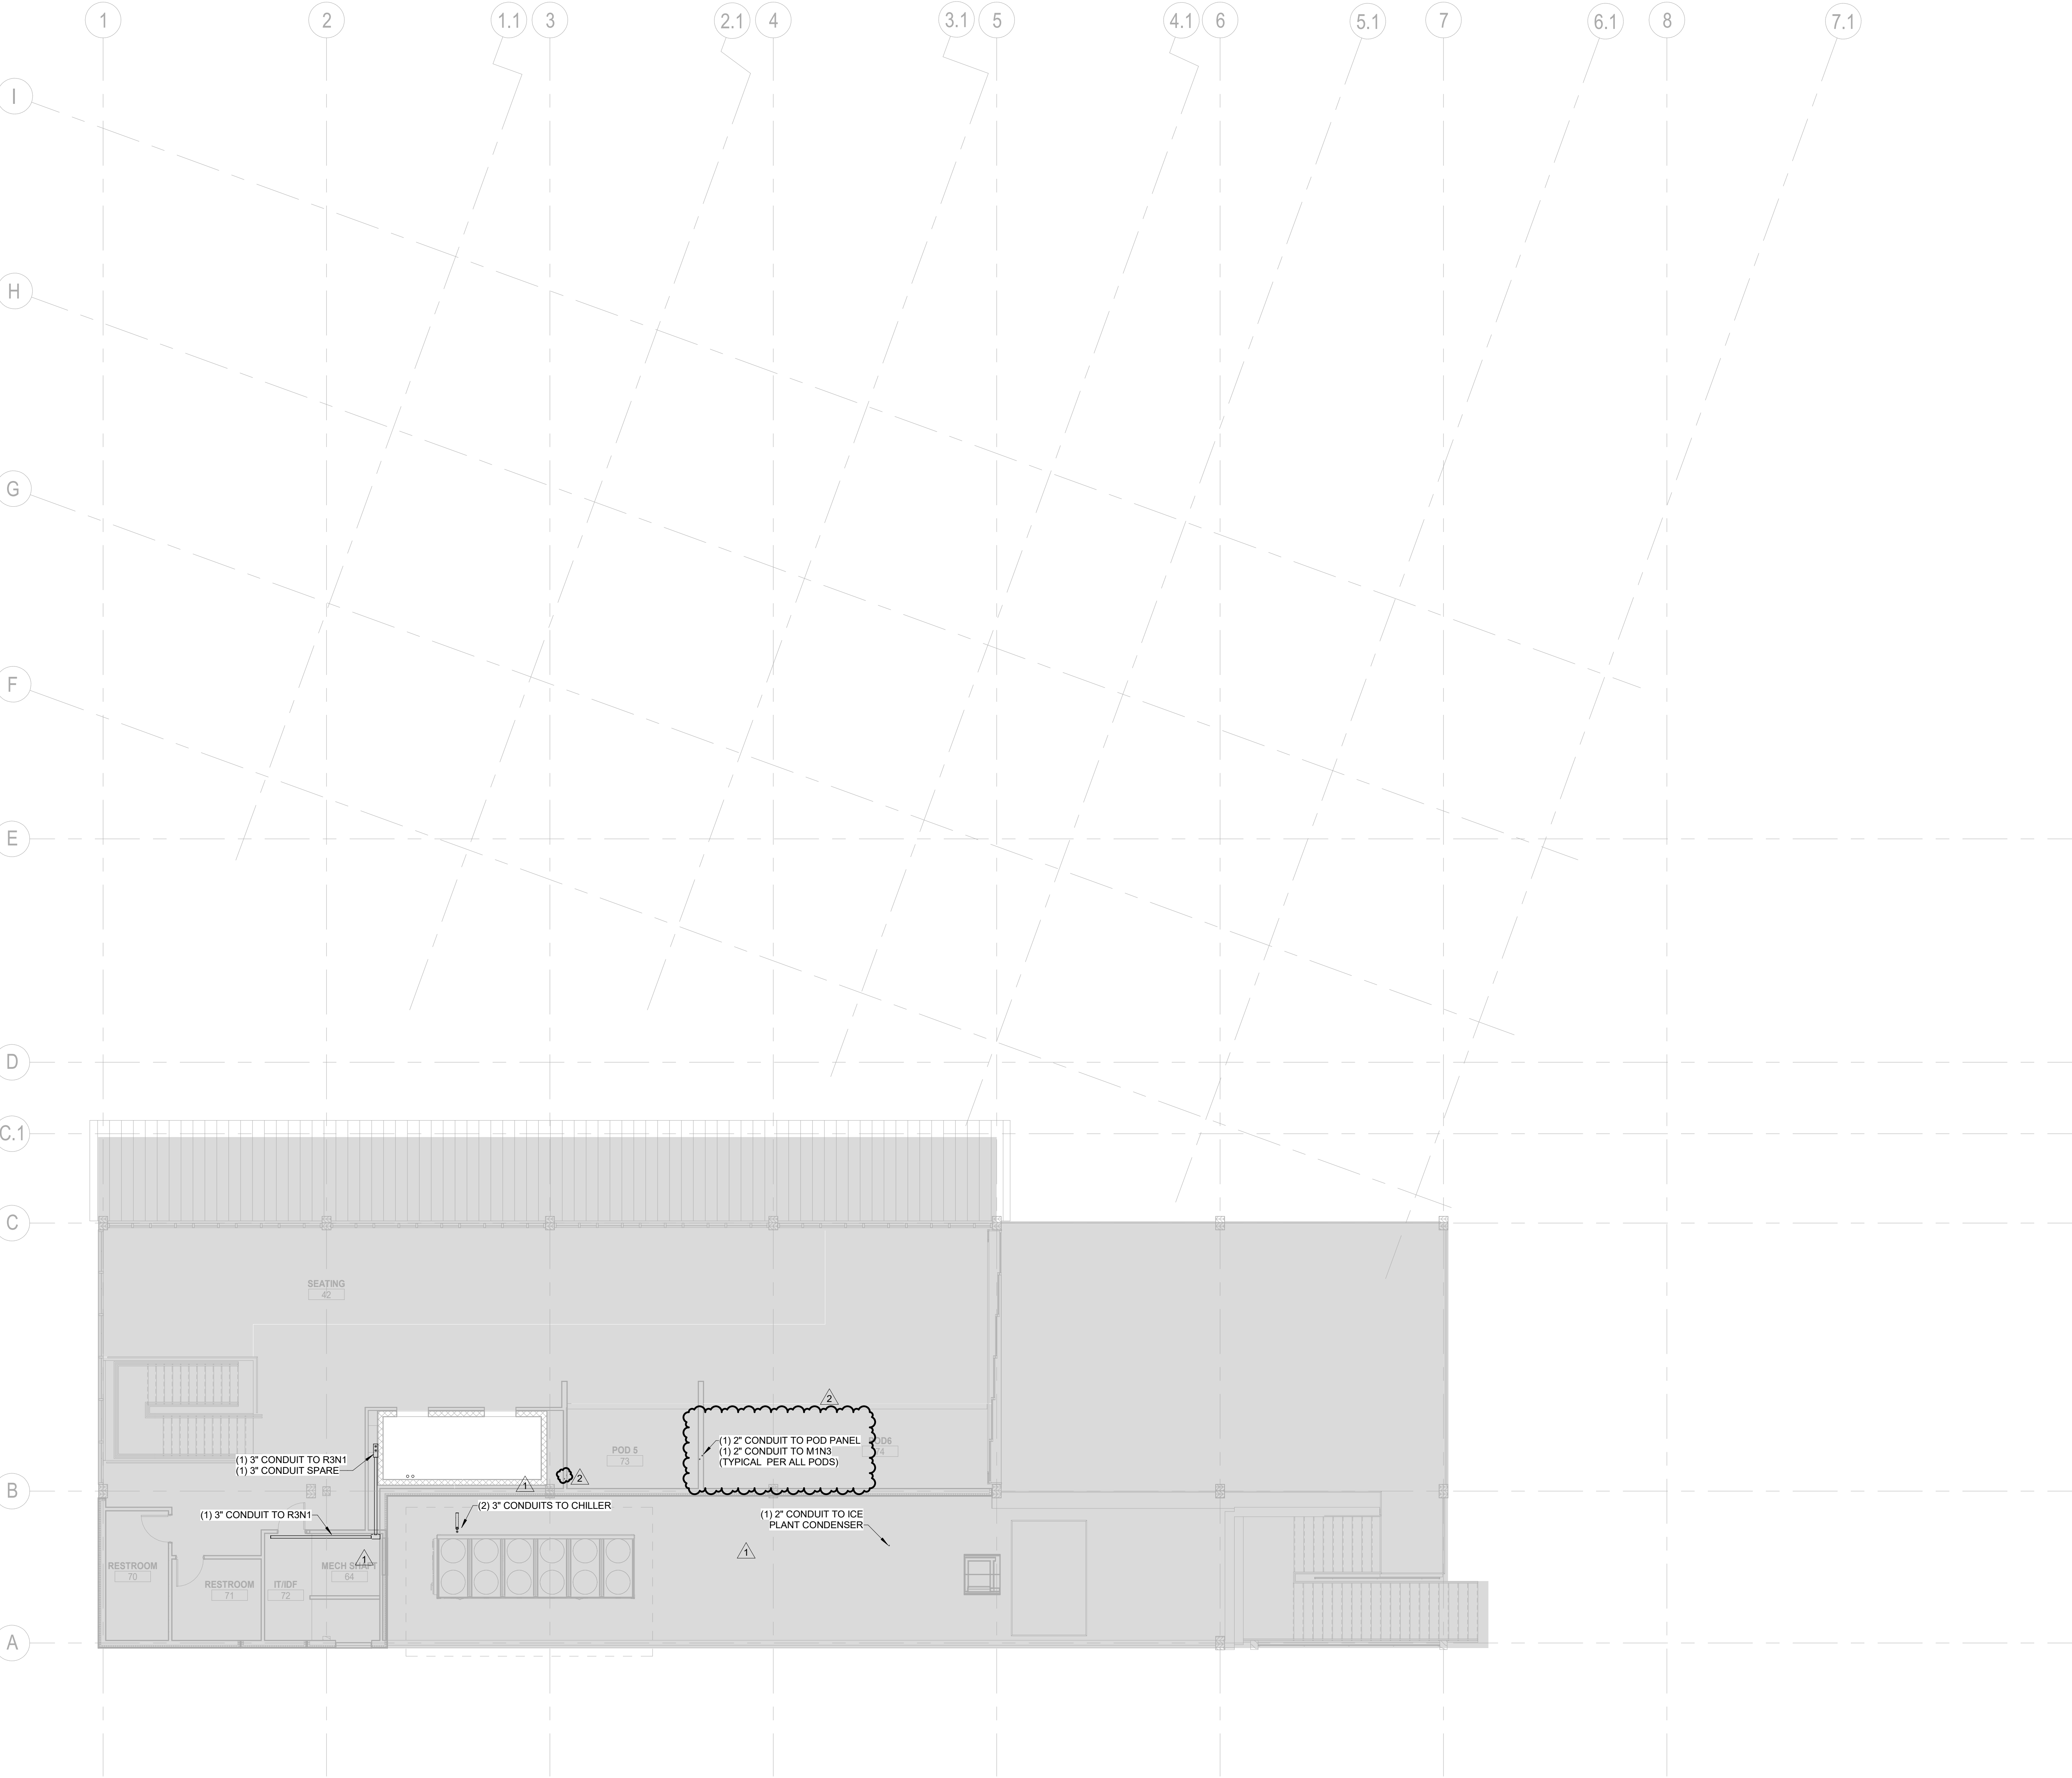 1
2
1.1
3
2.1
4
3.1
5
4.1
6
5.1
7
6.1
8
7.1
I
H
G
F
E
D
C.1
C
B
A
SEATING
42
2
(1) 2" CONDUIT TO POD PANEL
(1) 2" CONDUIT TO M1N3
(TYPICAL PER ALL PODS)
POD6
74
POD 5
73
(1) 3" CONDUIT TO R3N1
(1) 3" CONDUIT SPARE
1
2
(2) 3" CONDUITS TO CHILLER
(1) 3" CONDUIT TO R3N1
(1) 2" CONDUIT TO ICE
PLANT CONDENSER
1
1
RESTROOM
70
RESTROOM
71
IT/IDF
72
MECH SHAFT
64